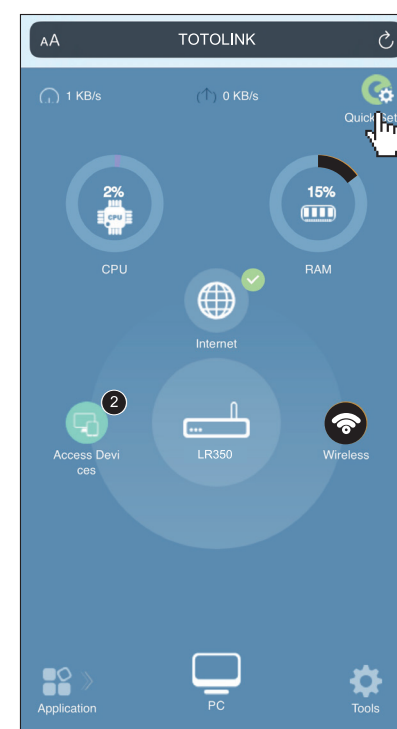 AA TOTOLINK
1 KB/s 0 KB/s
Quick Set
2% 15%
CPU
CPU RAM
Internet
2
Access Devi
ces
LR350
Wireless
Application
PC
Tools